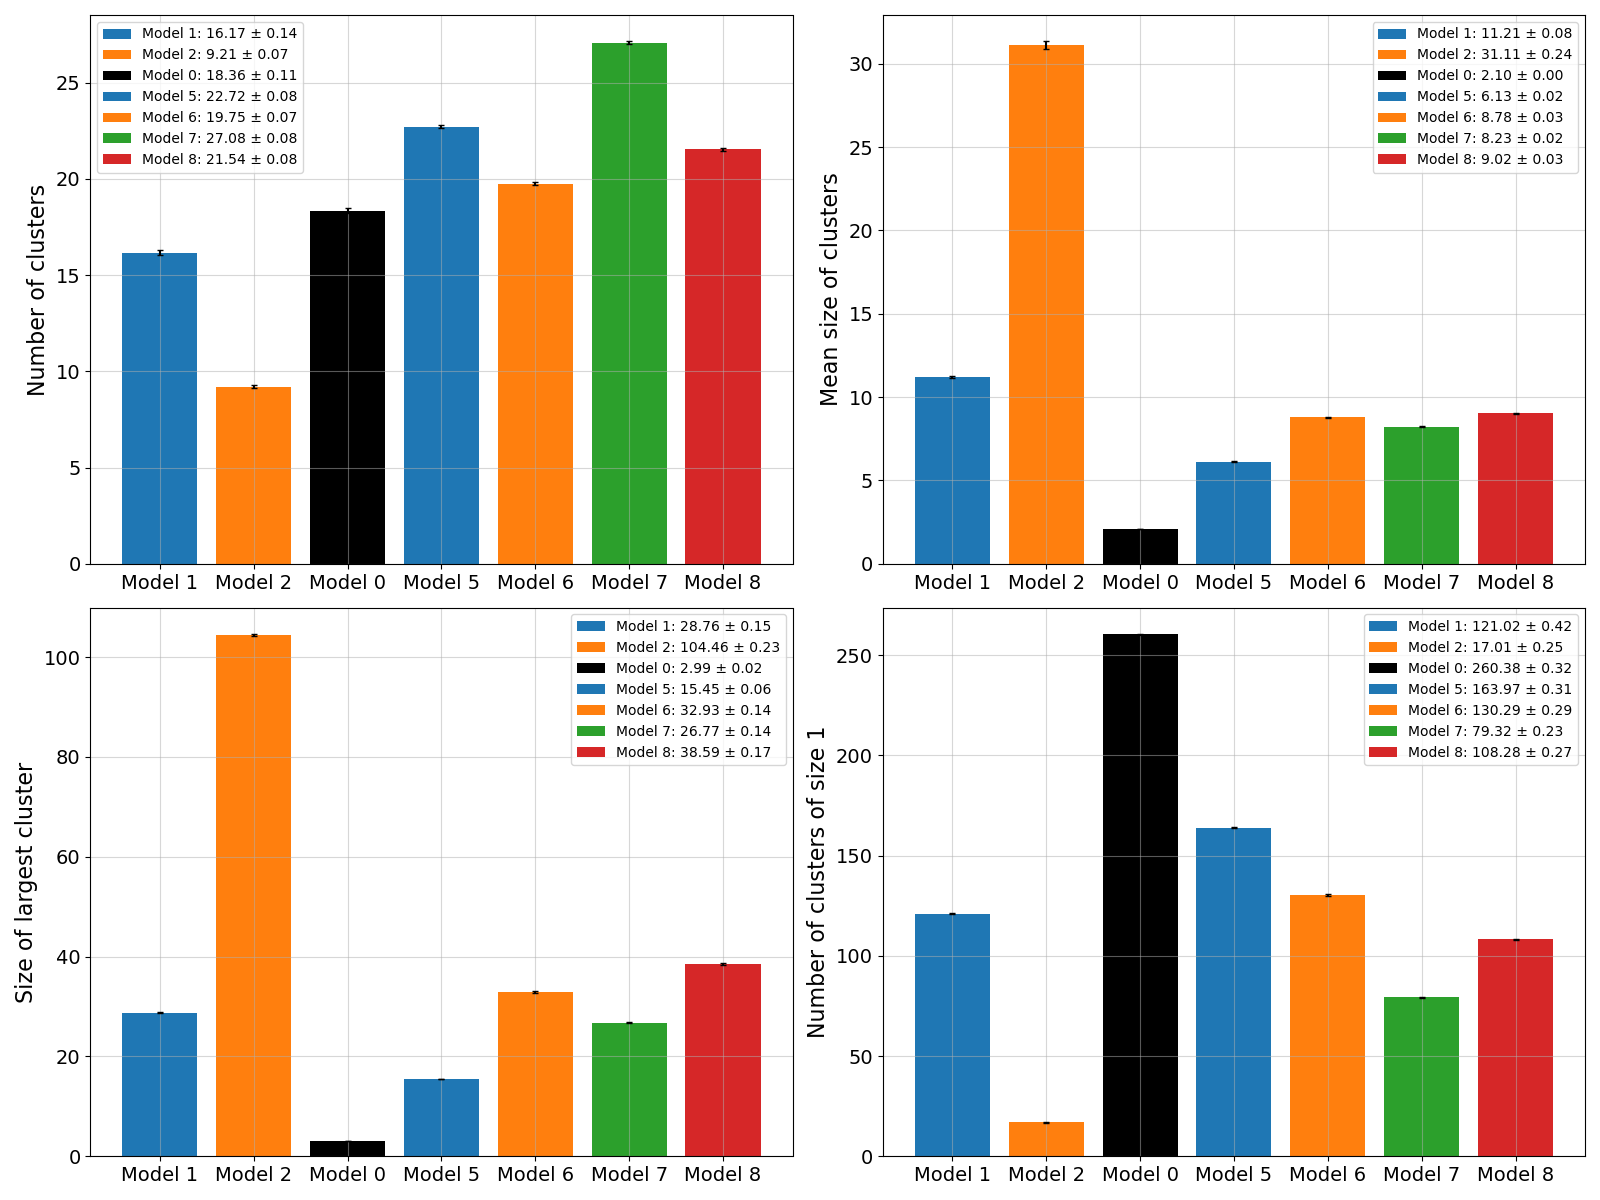 Number of clusters
25
20
15
10
5
0
Model 1: 16.17 ± 0.14
Model 2: 9.21 ± 0.07
Model 0: 18.36 ± 0.11
Model 5: 22.72 ± 0.08
Model 6: 19.75 ± 0.07
Model 7: 27.08 ± 0.08
Model 8: 21.54 ± 0.08
Model 1 Model 2 Model 0 Model 5 Model 6 Model 7 Model 8
Mean size of clusters
30
25
20
15
10
5
0
Model 1: 11.21 ± 0.08
Model 2: 31.11 ± 0.24
Model 0: 2.10 ± 0.00
Model 5: 6.13 ± 0.02
Model 6: 8.78 ± 0.03
Model 7: 8.23 ± 0.02
Model 8: 9.02 ± 0.03
Model 1 Model 2 Model 0 Model 5 Model 6 Model 7 Model 8
Size of largest cluster
100
80
60
40
20
0
Model 1: 28.76 ± 0.15
Model 2: 104.46 ± 0.23
Model 0: 2.99 ± 0.02
Model 5: 15.45 ± 0.06
Model 6: 32.93 ± 0.14
Model 7: 26.77 ± 0.14
Model 8: 38.59 ± 0.17
Model 1 Model 2 Model 0 Model 5 Model 6 Model 7 Model 8
Number of clusters of size 1
250
200
150
100
50
0
Model 1: 121.02 ± 0.42
Model 2: 17.01 ± 0.25
Model 0: 260.38 ± 0.32
Model 5: 163.97 ± 0.31
Model 6: 130.29 ± 0.29
Model 7: 79.32 ± 0.23
Model 8: 108.28 ± 0.27
Model 1 Model 2 Model 0 Model 5 Model 6 Model 7 Model 8